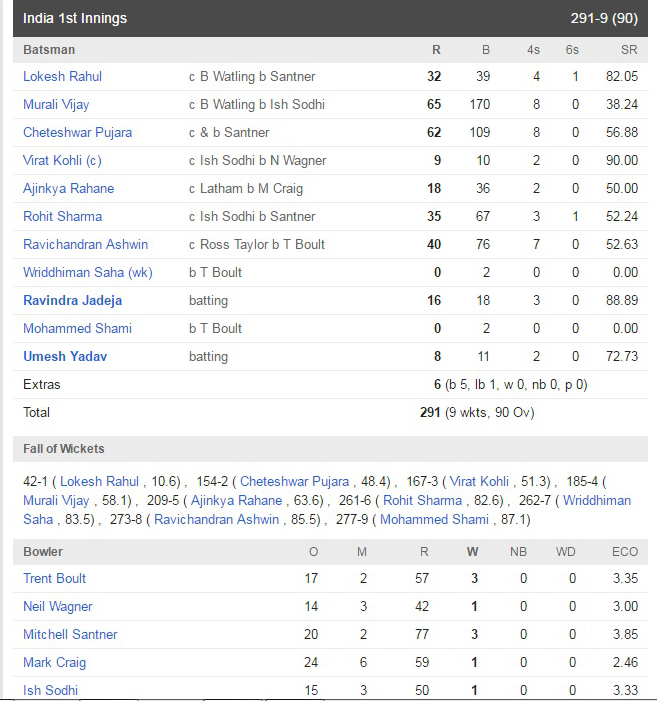 India 1st Innings 291-9 (90)
Batsman R B 4s 6s SR
Lokesh Rahul c B Watling b Santner 32 39 4 1 82.05
Murali Vijay c B Watling b Ish Sodhi 65 170 8 0 38.24
Cheteshwar Pujara c & b Santner 62 109 8 0 56.88
Virat Kohli (c) c Ish Sodhi b N Wagner 9 10 2 0 90.00
Ajinkya Rahane c Latham b M Craig 18 36 2 0 50.00
Rohit Sharma c Ish Sodhi b Santner 35 67 3 1 52.24
Ravichandran Ashwin c Ross Taylor b T Boult 40 76 7 0 52.63
Wriddhiman Saha (wk) b T Boult 0 2 0 0 0.00
Ravindra Jadeja batting 16 18 3 0 88.89
Mohammed Shami b T Boult 0 2 0 0 0.00
Umesh Yadav batting 8 11 2 0 72.73
Extras 6 (b 5, lb 1, w 0, nb 0, p 0)
Total 291 (9 wkts, 90 Ov)
Fall of Wickets
42-1 ( Lokesh Rahul , 10.6) , 154-2 ( Cheteshwar Pujara , 48.4) , 167-3 ( Virat Kohli , 51.3) , 185-4 (
Murali Vijay , 58.1) , 209-5 ( Ajinkya Rahane , 63.6) , 261-6 ( Rohit Sharma , 82.6) , 262-7 ( Wriddhiman
Saha , 83.5) , 273-8 ( Ravichandran Ashwin , 85.5) , 277-9 ( Mohammed Shami , 87.1)
Bowler O M R W NB WD ECO
Trent Boult 17 2 57 3 0 0 3.35
Neil Wagner 14 3 42 1 0 0 3.00
Mitchell Santner 20 2 77 3 0 0 3.85
Mark Craig 24 6 59 1 0 0 2.46
Ish Sodhi 15 3 50 1 0 0 3.33